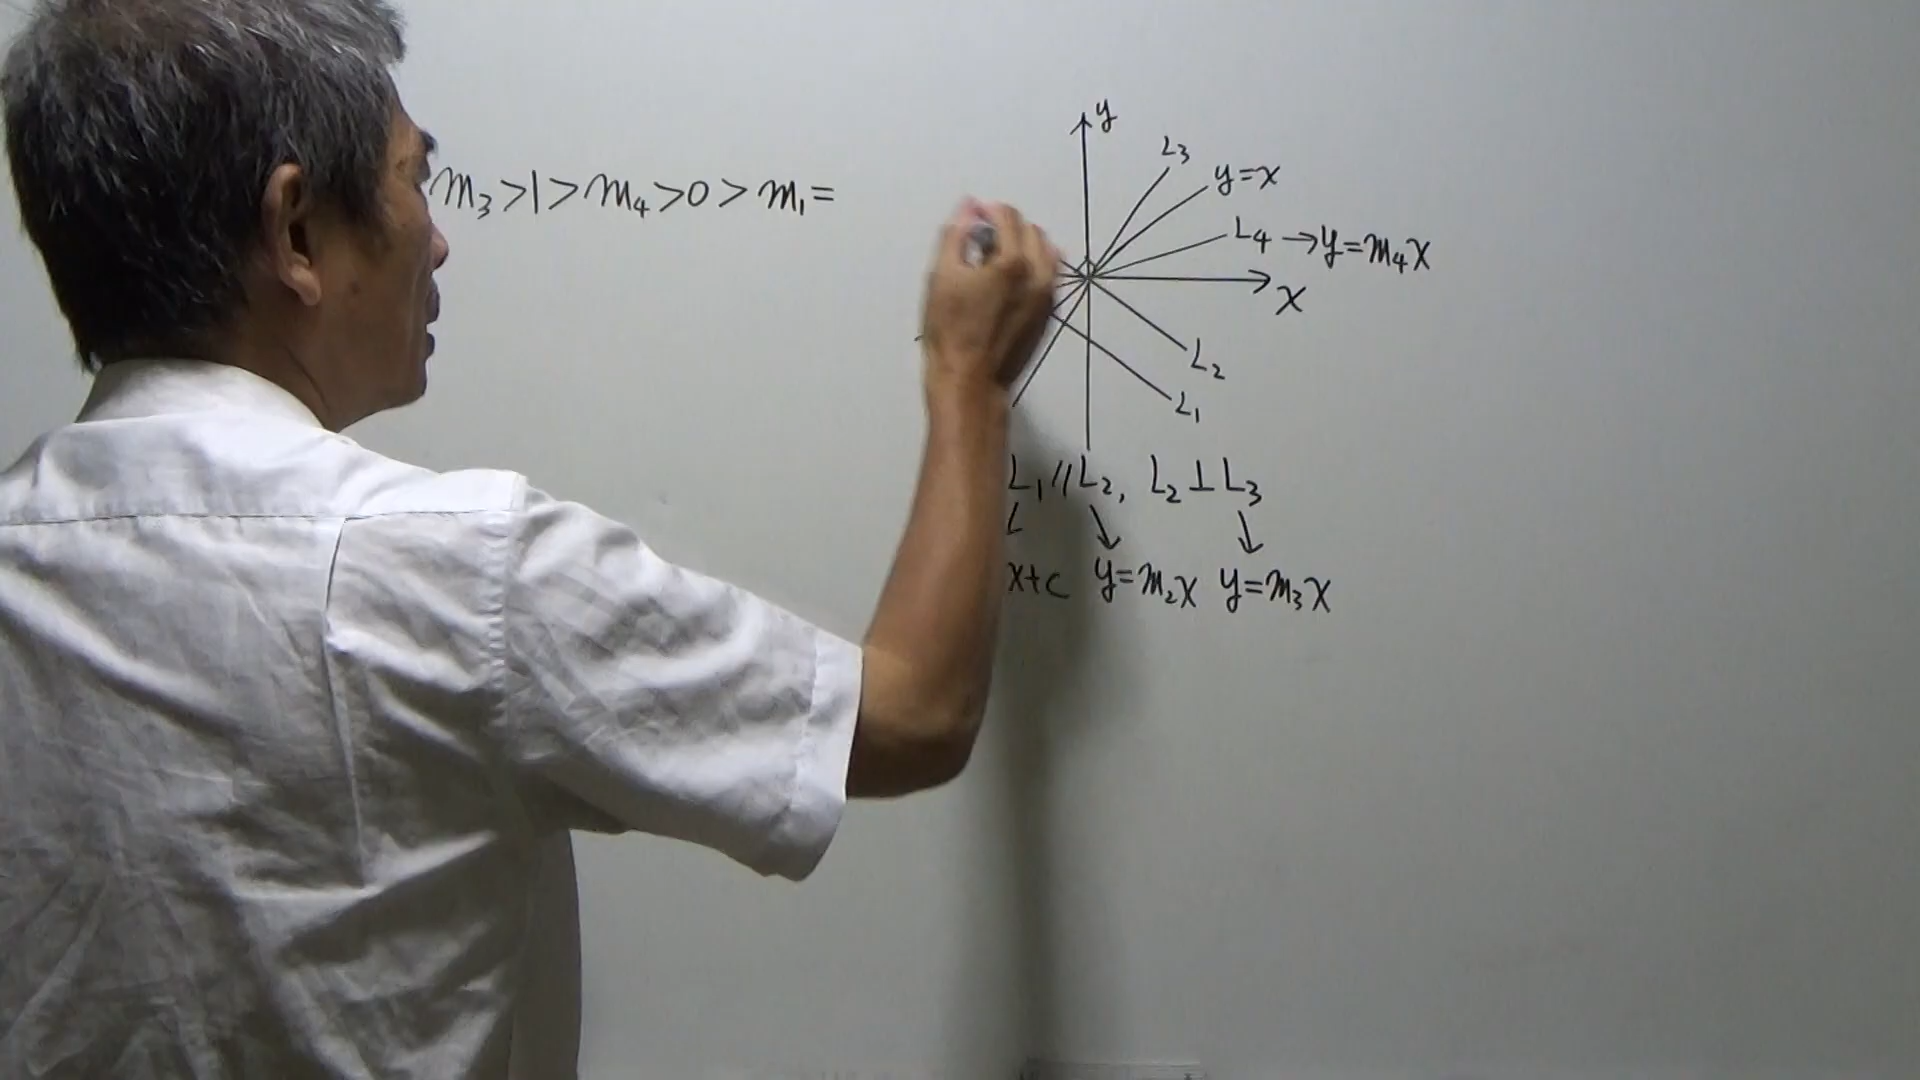 m₃>1>m₄>0>m₁=
y
L₃
y=x
L₄→y=m₄x
x
L₂
L₁
L₁//L₂, L₂⊥L₃
↘ ↓
x+c y=m₂x y=m₃x